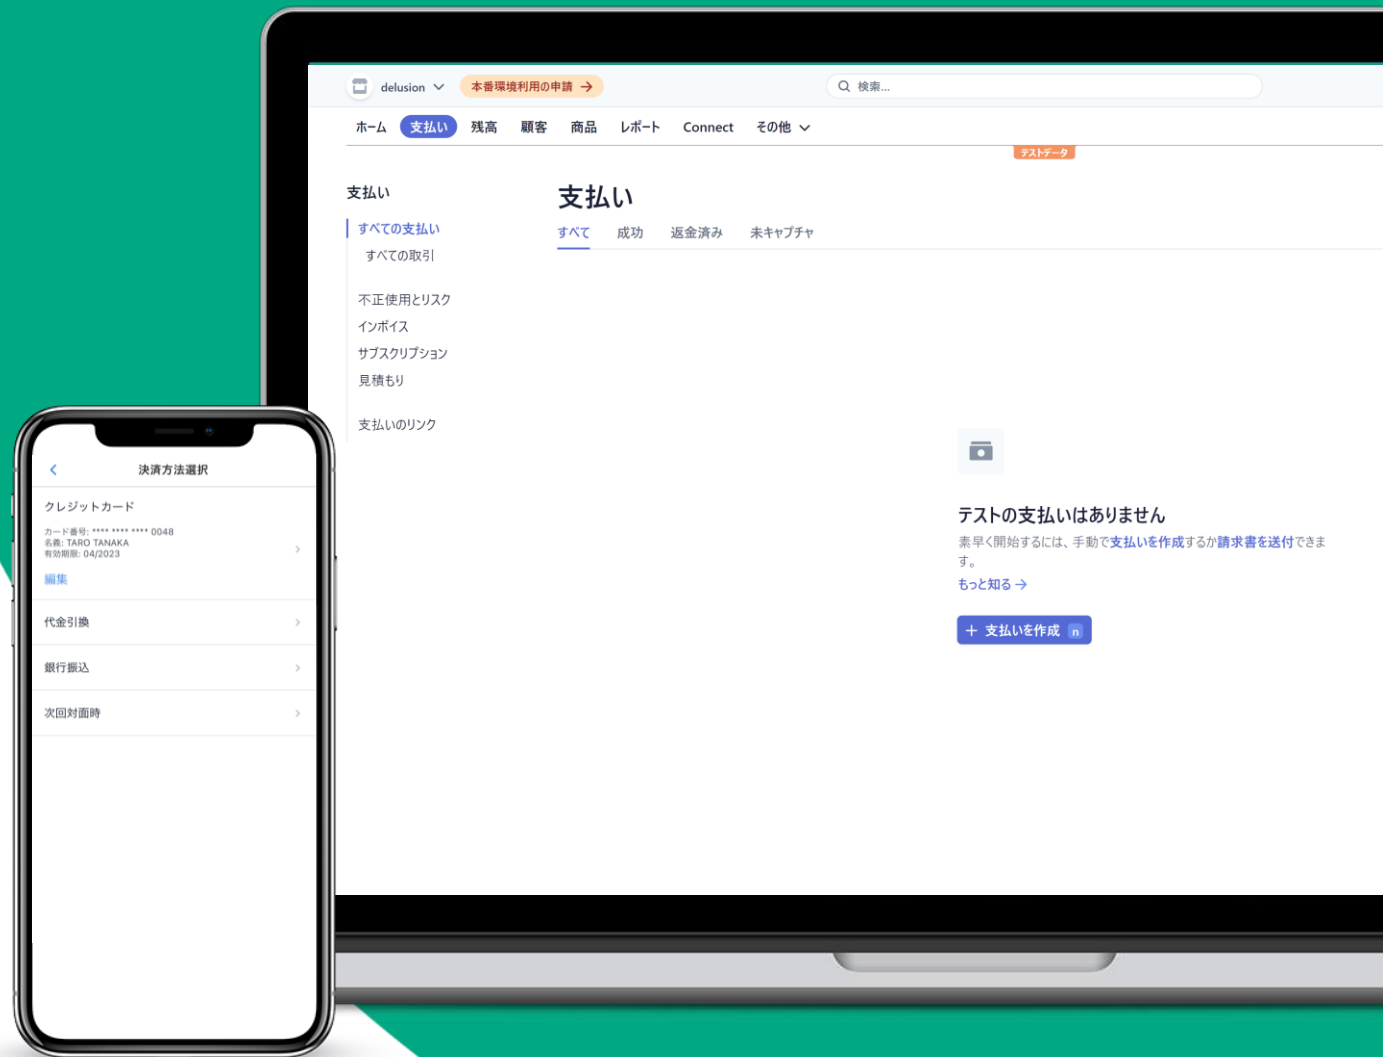 delusion
本番環境利用の申請 →
検索...
ホーム 支払い 残高 顧客 商品 レポート Connect その他
テストデータ
支払い
すべての支払い
すべての取引
不正使用とリスク
インボイス
サブスクリプション
見積もり
支払いのリンク
支払い
すべて 成功 返金済み 未キャプチャ
テストの支払いはありません
素早く開始するには、手動で支払いを作成するか請求書を送付できま
す。
もっと知る →
+ 支払いを作成 n
決済方法選択
クレジットカード
カード番号: **** **** **** 0048
名義: TARO TANAKA
有効期限: 04/2023
編集
代金引換
銀行振込
次回対面時